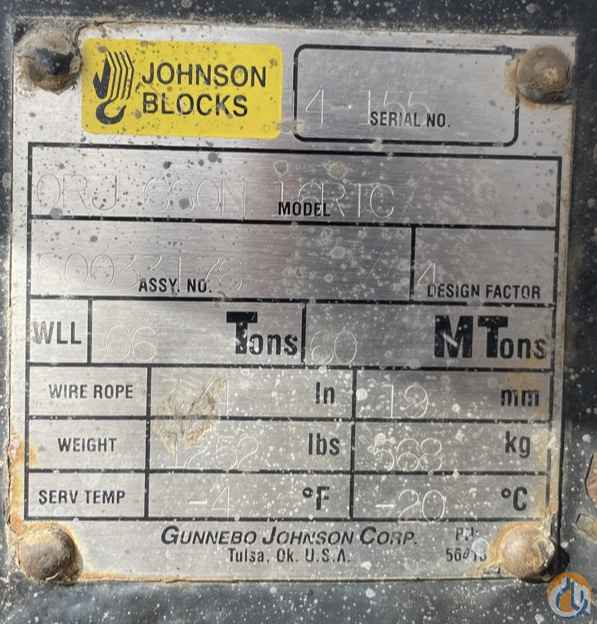 JOHNSON
BLOCKS
4-155
SERIAL NO.
MODEL
ASSY. NO.
4
DESIGN FACTOR
WLL 66 Tons 60 MTons
WIRE ROPE In 19 mm
WEIGHT 1252 lbs 568 kg
SERV TEMP -4 °F -20 °C
GUNNEBO JOHNSON CORP.
Tulsa, Ok. U.S.A.